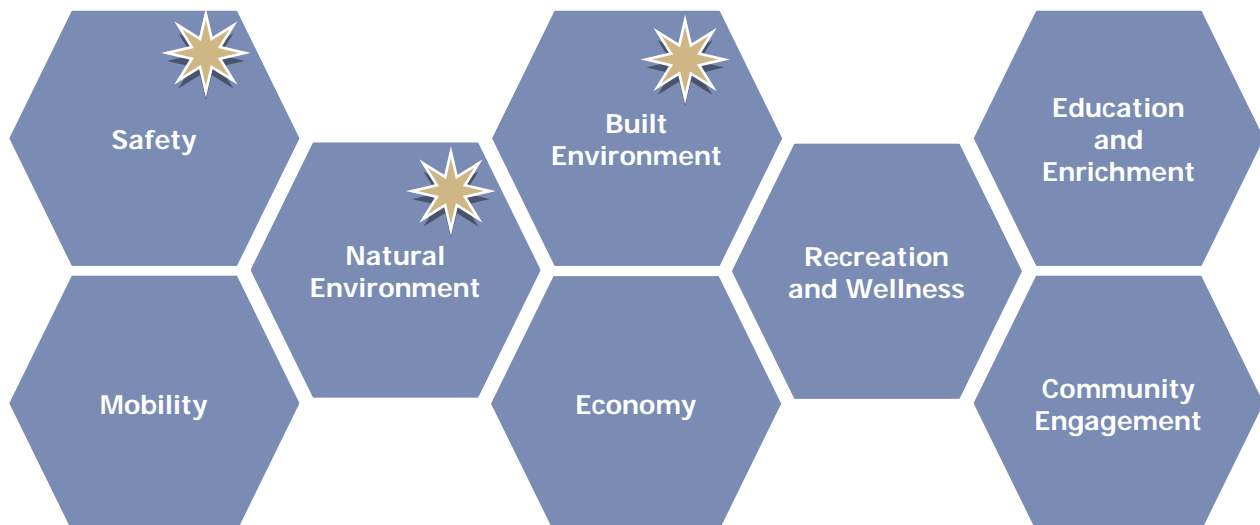 Safety
Built
Environment
Education
and
Enrichment
Natural
Environment
Recreation
and Wellness
Mobility
Economy
Community
Engagement